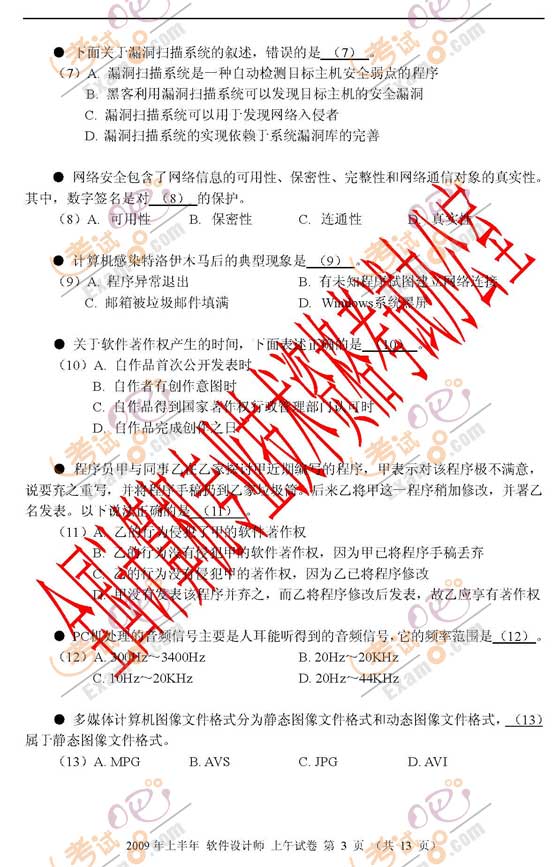 ● 下面关于漏洞扫描系统的叙述，错误的是 （7） 。
（7）A. 漏洞扫描系统是一种自动检测目标主机安全弱点的程序
B. 黑客利用漏洞扫描系统可以发现目标主机的安全漏洞
C. 漏洞扫描系统可以用于发现网络入侵者
D. 漏洞扫描系统的实现依赖于系统漏洞库的完善
● 网络安全包含了网络信息的可用性、保密性、完整性和网络通信对象的真实性。
其中，数字签名是对 （8） 的保护。
（8）A. 可用性 B. 保密性 C. 连通性 D. 真实性
● 计算机感染特洛伊木马后的典型现象是 （9） 。
（9）A. 程序异常退出 B. 有未知程序试图建立网络连接
C. 邮箱被垃圾邮件填满 D. Windows系统黑屏
● 关于软件著作权产生的时间，下面表述正确的是 （10） 。
（10）A. 自作品首次公开发表时
B. 自作者有创作意图时
C. 自作品得到国家著作权行政管理部门认可时
D. 自作品完成创作之日
● 程序员甲与同事乙在乙家探讨甲近期编写的程序，甲表示对该程序极不满意，
说要弃之重写，并将程序手稿扔到乙家垃圾筒。后来乙将甲这一程序稍加修改，并署乙
名发表。以下说法正确的是 （11） 。
（11）A. 乙的行为侵犯了甲的软件著作权
B. 乙的行为没有侵犯甲的软件著作权，因为甲已将程序手稿丢弃
C. 乙的行为没有侵犯甲的著作权，因为乙已将程序修改
D. 甲没有发表该程序并弃之，而乙将程序修改后发表，故乙应享有著作权
● PC机处理的音频信号主要是人耳能听得到的音频信号，它的频率范围是（12）。
（12）A. 300Hz～3400Hz B. 20Hz～20KHz
C. 10Hz～20KHz D. 20Hz～44KHz
● 多媒体计算机图像文件格式分为静态图像文件格式和动态图像文件格式，（13）
属于静态图像文件格式。
（13）A. MPG B. AVS C. JPG D. AVI
2009年上半年 软件设计师 上午试卷 第 3 页 （共 13 页）